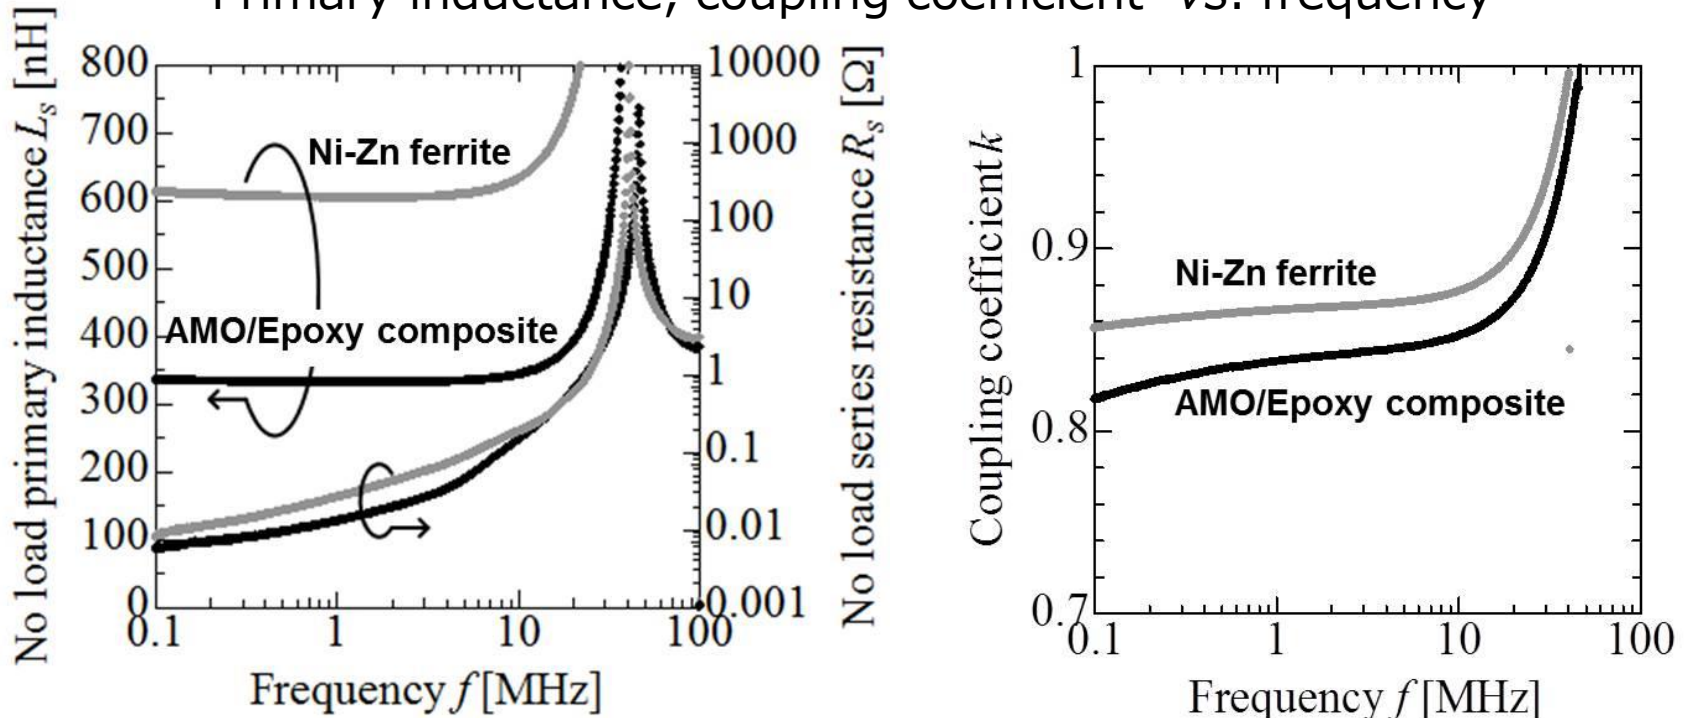 Primary inductance, coupling coefficient vs. frequency
No load primary inductance Ls [nH]
800
700
600
500
400
300
200
100
0
Ni-Zn ferrite
AMO/Epoxy composite
10000
1000
100
10
1
0.1
0.01
0.001
No load series resistance Rs [Ω]
0.1 1 10 100
Frequency f [MHz]
Coupling coefficient k
1
0.9
0.8
0.7
Ni-Zn ferrite
AMO/Epoxy composite
0.1 1 10 100
Frequency f [MHz]